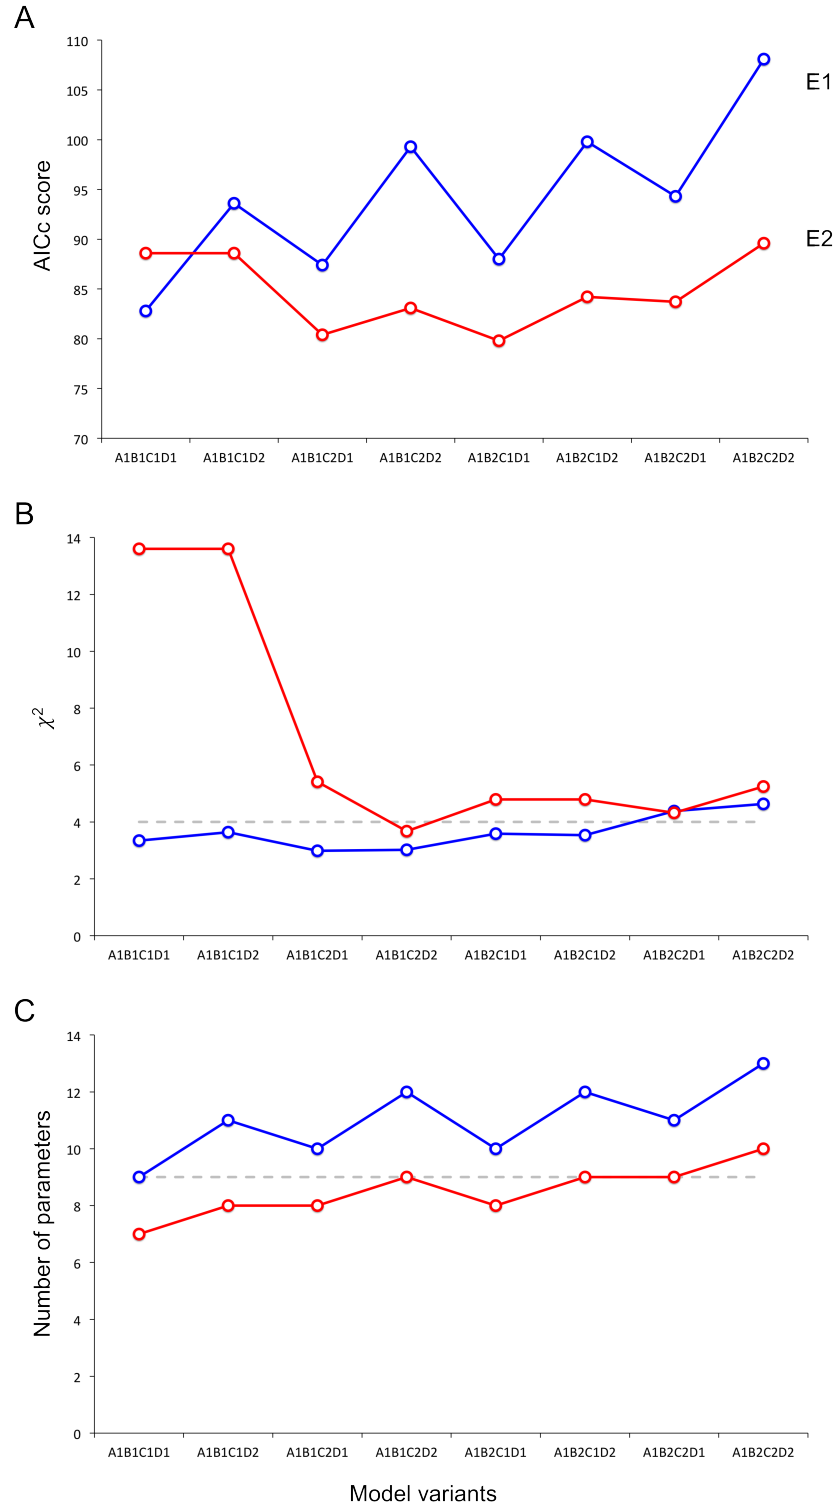 A
110
105
100
95
90
85
80
75
70
AICc score
E1
E2
A1B1C1D1 A1B1C1D2 A1B1C2D1 A1B1C2D2 A1B2C1D1 A1B2C1D2 A1B2C2D1 A1B2C2D2
B
14
12
10
8
6
4
2
0
χ²
A1B1C1D1 A1B1C1D2 A1B1C2D1 A1B1C2D2 A1B2C1D1 A1B2C1D2 A1B2C2D1 A1B2C2D2
C
14
12
10
8
6
4
2
0
Number of parameters
A1B1C1D1 A1B1C1D2 A1B1C2D1 A1B1C2D2 A1B2C1D1 A1B2C1D2 A1B2C2D1 A1B2C2D2
Model variants